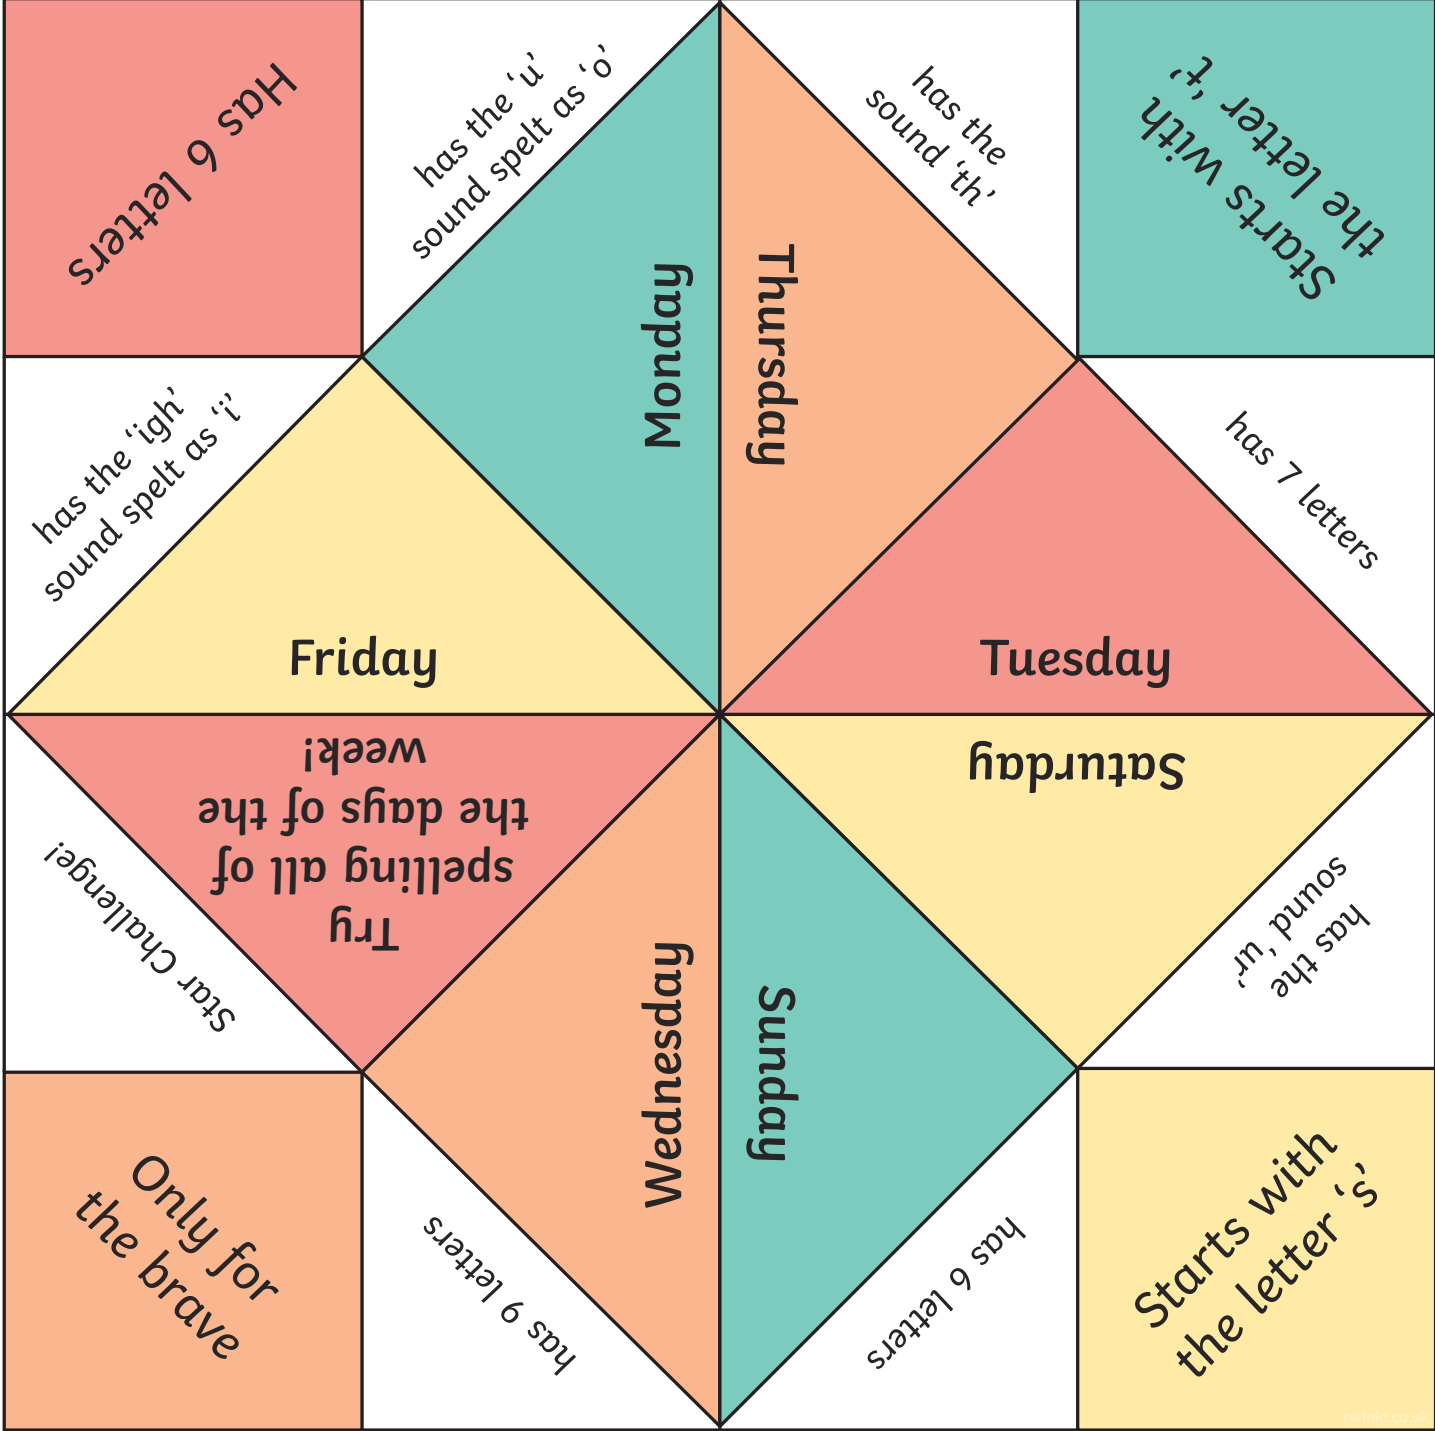 Has 6 letters
has the ‘u’
sound spelt as ‘o’
has the
sound ‘th’
Starts with
the letter ‘t’
has the ‘igh’
sound spelt as ‘i’
Monday
Thursday
has 7 letters
Friday
Tuesday
Try
spelling all of
the days of the
week!
Saturday
Star Challenge!
has the
sound ‘ur’
Wednesday
Sunday
Only for
the brave
has 9 letters
has 6 letters
Starts with
the letter ‘s’
twinkl.co.uk